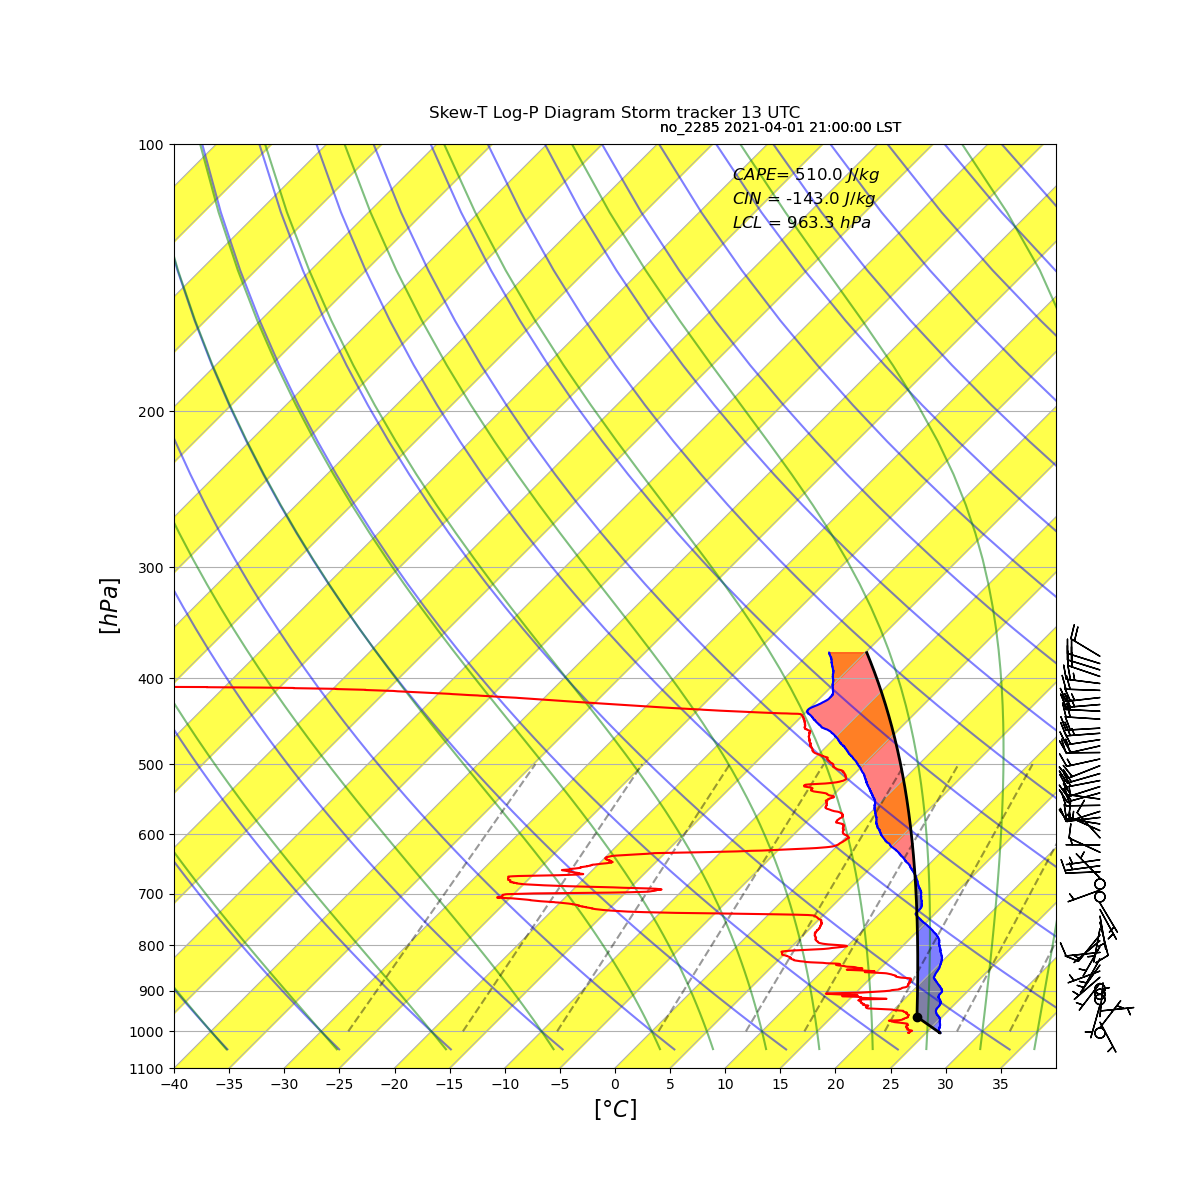 Skew-T Log-P Diagram Storm tracker 13 UTC
no_2285 2021-04-01 21:00:00 LST
CAPE= 510.0 J/kg
CIN = -143.0 J/kg
LCL = 963.3 hPa
100
200
300
400
500
600
700
800
900
1000
1100
[hPa]
−40 −35 −30 −25 −20 −15 −10 −5 0 5 10 15 20 25 30 35
[°C]